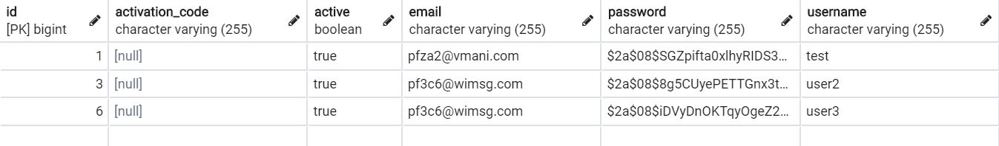 id activation_code active email password username
[PK] bigint character varying (255) boolean character varying (255) character varying (255) character varying (255)
1 [null] true pfza2@vmani.com $2a$08$SGZpifta0xlhyRIDS3... test
3 [null] true pf3c6@wimsg.com $2a$08$8g5CUyePETTGnx3t... user2
6 [null] true pf3c6@wimsg.com $2a$08$iDVyDnOKTqyOgeZ2... user3